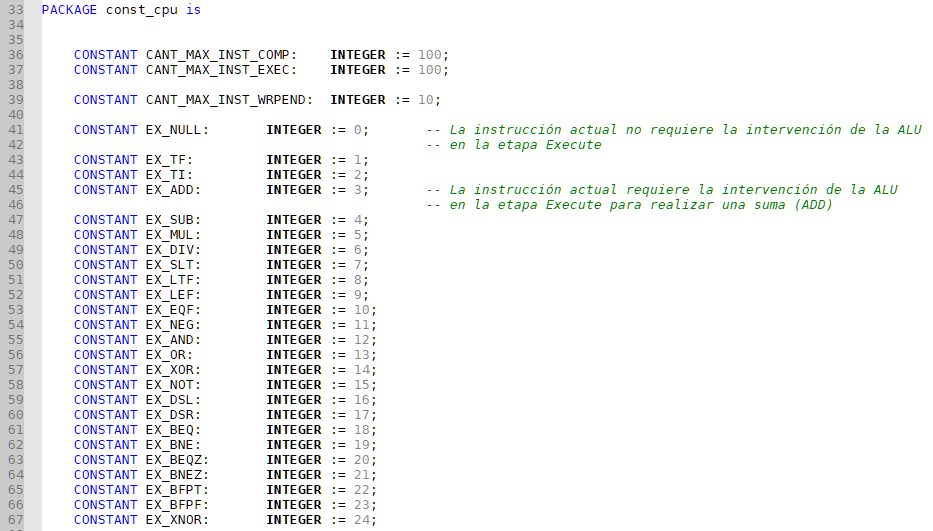 33 PACKAGE const_cpu is
34
35
36 CONSTANT CANT_MAX_INST_COMP: INTEGER := 100;
37 CONSTANT CANT_MAX_INST_EXEC: INTEGER := 100;
38
39 CONSTANT CANT_MAX_INST_WRPEND: INTEGER := 10;
40
41 CONSTANT EX_NULL: INTEGER := 0; -- La instrucción actual no requiere la intervención de la ALU
42 -- en la etapa Execute
43 CONSTANT EX_TF: INTEGER := 1;
44 CONSTANT EX_TI: INTEGER := 2;
45 CONSTANT EX_ADD: INTEGER := 3; -- La instrucción actual requiere la intervención de la ALU
46 -- en la etapa Execute para realizar una suma (ADD)
47 CONSTANT EX_SUB: INTEGER := 4;
48 CONSTANT EX_MUL: INTEGER := 5;
49 CONSTANT EX_DIV: INTEGER := 6;
50 CONSTANT EX_SLT: INTEGER := 7;
51 CONSTANT EX_LTF: INTEGER := 8;
52 CONSTANT EX_LEF: INTEGER := 9;
53 CONSTANT EX_EQF: INTEGER := 10;
54 CONSTANT EX_NEG: INTEGER := 11;
55 CONSTANT EX_AND: INTEGER := 12;
56 CONSTANT EX_OR: INTEGER := 13;
57 CONSTANT EX_XOR: INTEGER := 14;
58 CONSTANT EX_NOT: INTEGER := 15;
59 CONSTANT EX_DSL: INTEGER := 16;
60 CONSTANT EX_DSR: INTEGER := 17;
61 CONSTANT EX_BEQ: INTEGER := 18;
62 CONSTANT EX_BNE: INTEGER := 19;
63 CONSTANT EX_BEQZ: INTEGER := 20;
64 CONSTANT EX_BNEZ: INTEGER := 21;
65 CONSTANT EX_BFPT: INTEGER := 22;
66 CONSTANT EX_BFPF: INTEGER := 23;
67 CONSTANT EX_XNOR: INTEGER := 24;